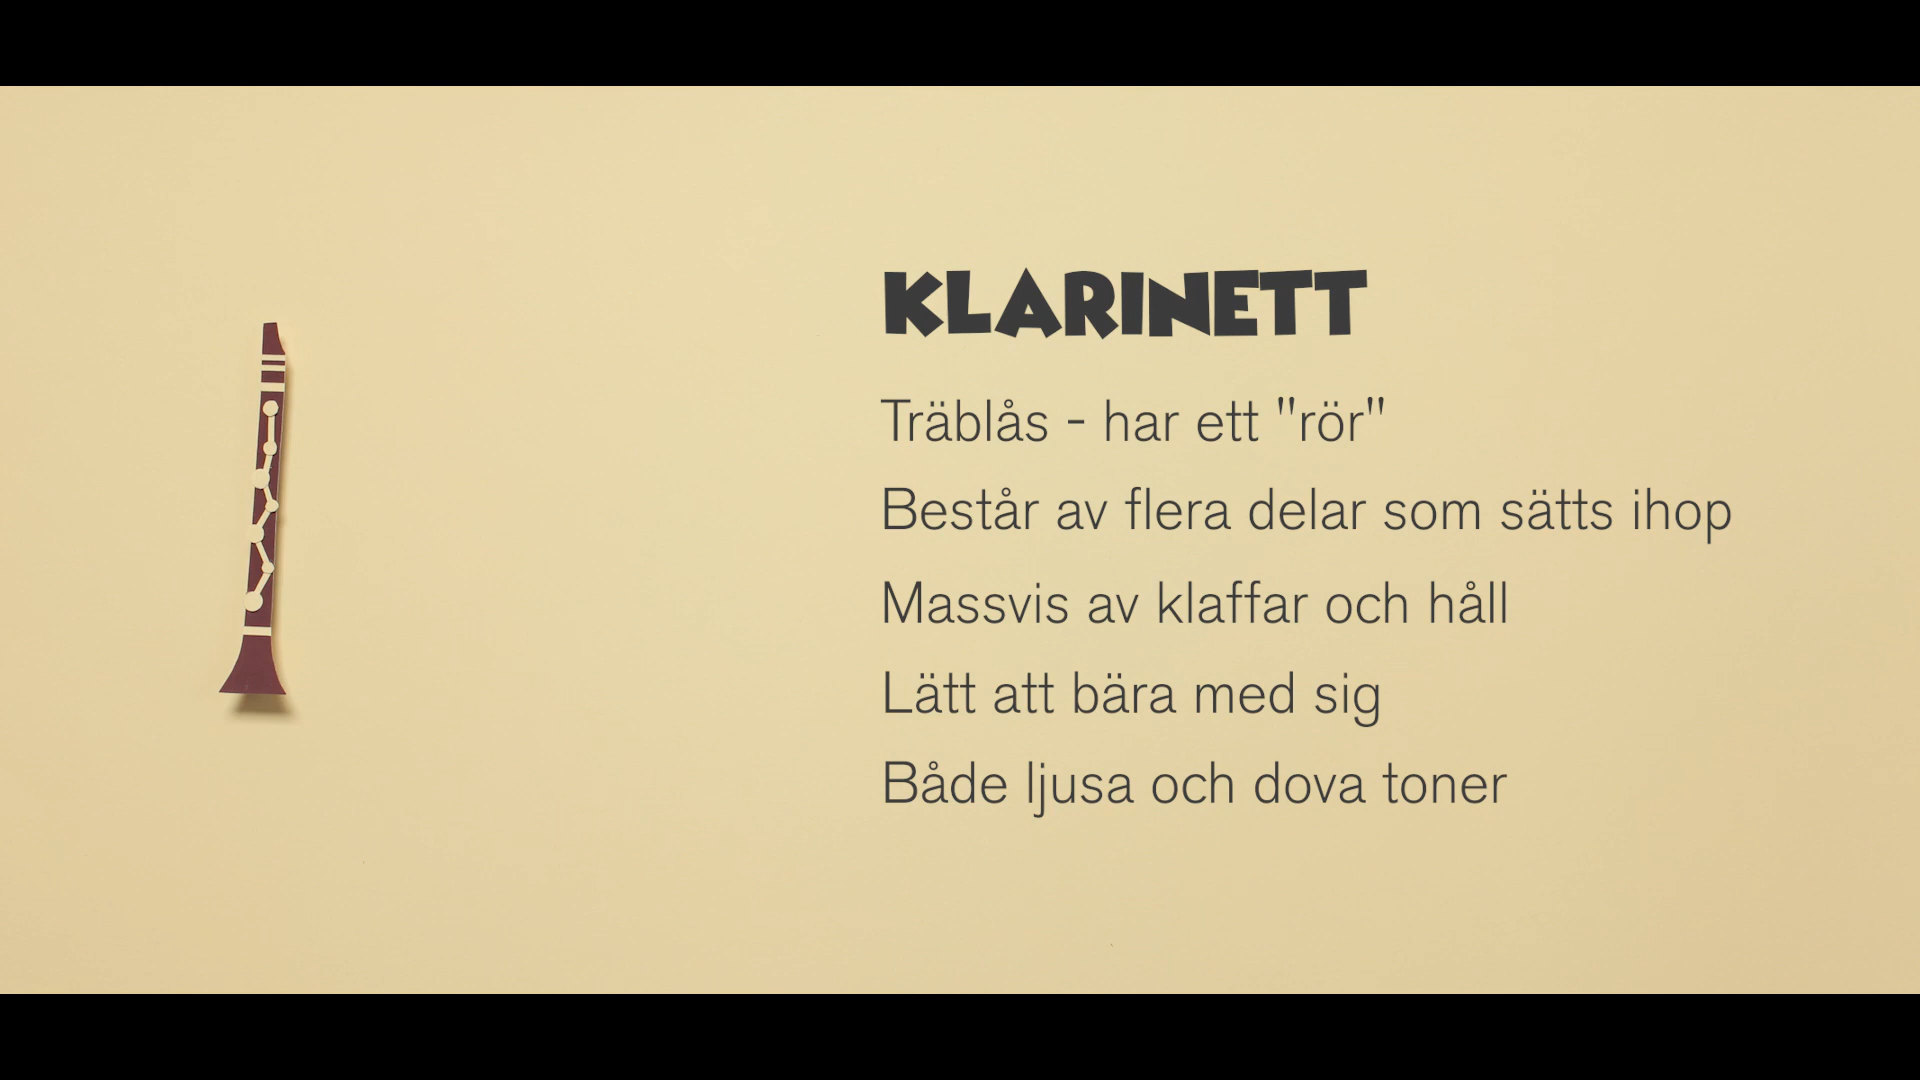 KLARINETT
Träblås - har ett "rör"
Består av flera delar som sätts ihop
Massvis av klaffar och håll
Lätt att bära med sig
Både ljusa och dova toner